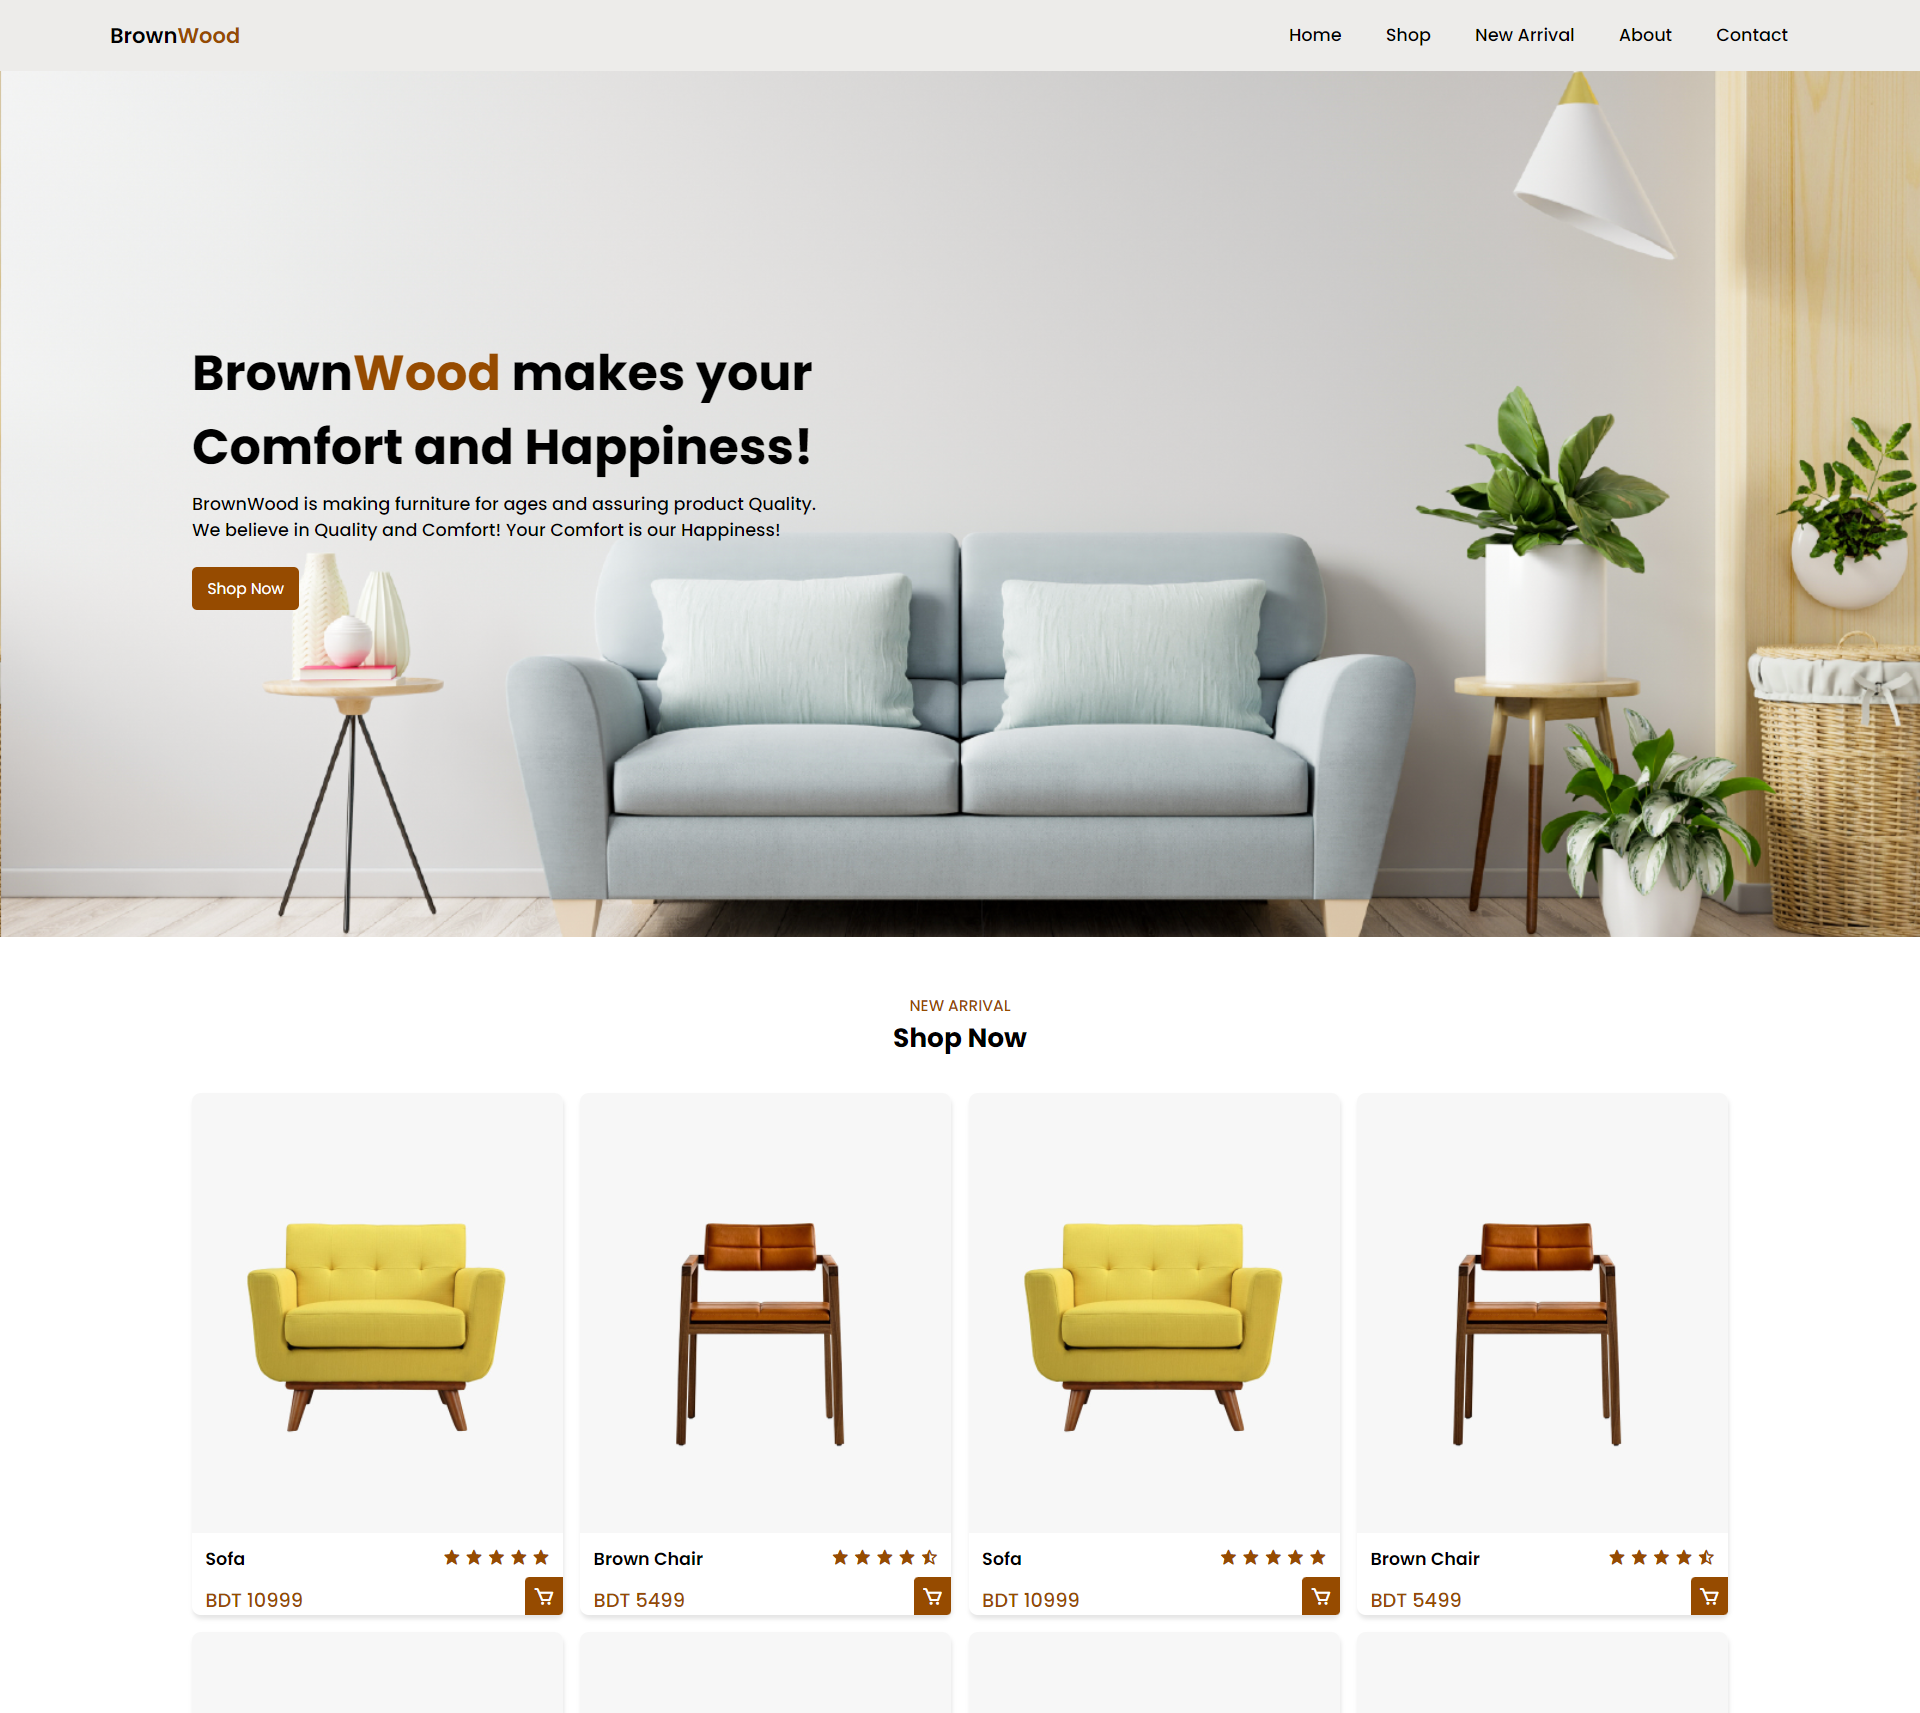 BrownWood
Home Shop New Arrival About Contact
BrownWood makes your
Comfort and Happiness!
BrownWood is making furniture for ages and assuring product Quality.
We believe in Quality and Comfort! Your Comfort is our Happiness!
Shop Now
NEW ARRIVAL
Shop Now
Sofa
BDT 10999
Brown Chair
BDT 5499
Sofa
BDT 10999
Brown Chair
BDT 5499